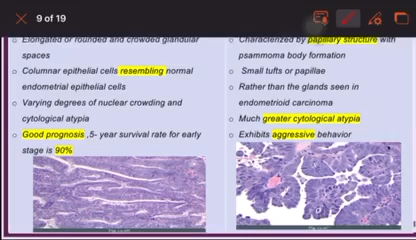 9 of 19
Elongated or rounded and crowded glandular
spaces
Columnar epithelial cells resembling normal
endometrial epithelial cells
Varying degrees of nuclear crowding and
cytological atypia
Good prognosis ,5- year survival rate for early
stage is 90%
Characterized by papillary structure with
psammoma body formation
Small tufts or papillae
Rather than the glands seen in
endometrioid carcinoma
Much greater cytological atypia
Exhibits aggressive behavior